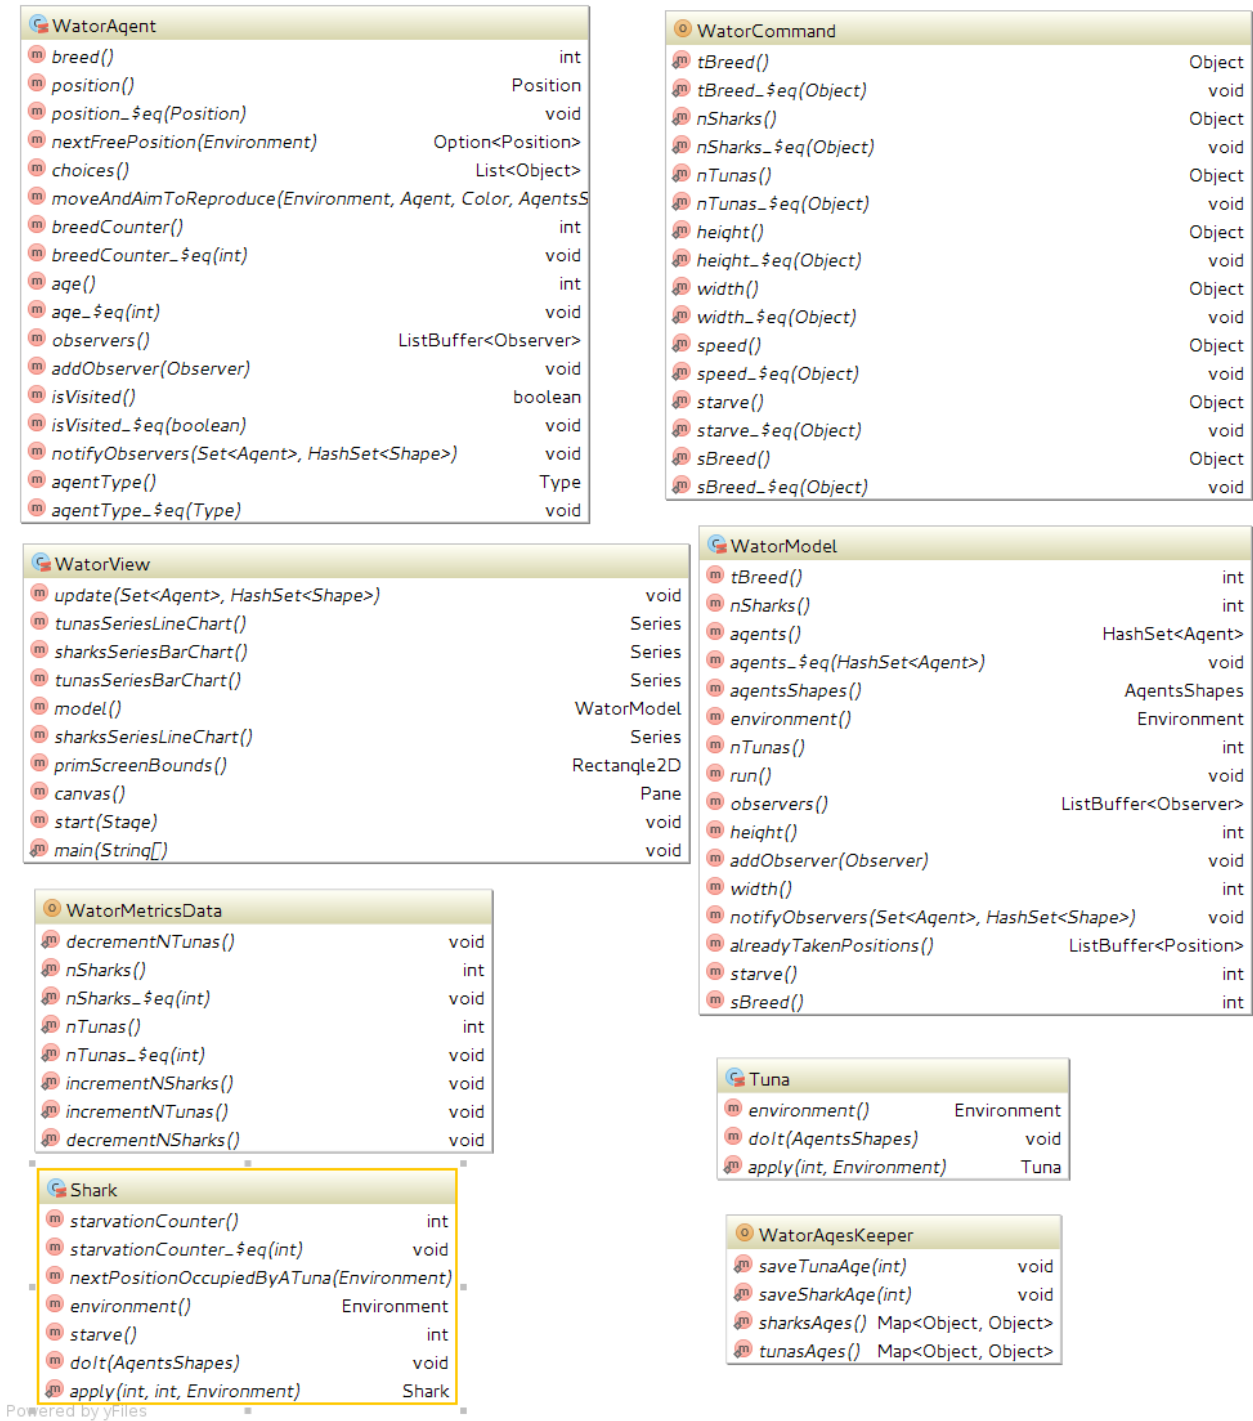 WatorAgent
breed() int
position() Position
position_$eq(Position) void
nextFreePosition(Environment) Option<Position>
choices() List<Object>
moveAndAimToReproduce(Environment, Agent, Color, AgentsS
breedCounter() int
breedCounter_$eq(int) void
age() int
age_$eq(int) void
observers() ListBuffer<Observer>
addObserver(Observer) void
isVisited() boolean
isVisited_$eq(boolean) void
notifyObservers(Set<Agent>, HashSet<Shape>) void
agentType() Type
agentType_$eq(Type) void
WatorCommand
tBreed() Object
tBreed_$eq(Object) void
nSharks() Object
nSharks_$eq(Object) void
nTunas() Object
nTunas_$eq(Object) void
height() Object
height_$eq(Object) void
width() Object
width_$eq(Object) void
speed() Object
speed_$eq(Object) void
starve() Object
starve_$eq(Object) void
sBreed() Object
sBreed_$eq(Object) void
WatorView
update(Set<Agent>, HashSet<Shape>) void
tunasSeriesLineChart() Series
sharksSeriesBarChart() Series
tunasSeriesBarChart() Series
model() WatorModel
sharksSeriesLineChart() Series
primScreenBounds() Rectangle2D
canvas() Pane
start(Stage) void
main(String[]) void
WatorModel
tBreed() int
nSharks() int
agents() HashSet<Agent>
agents_$eq(HashSet<Agent>) void
agentsShapes() AgentsShapes
environment() Environment
nTunas() int
run() void
observers() ListBuffer<Observer>
height() int
addObserver(Observer) void
width() int
notifyObservers(Set<Agent>, HashSet<Shape>) void
alreadyTakenPositions() ListBuffer<Position>
starve() int
sBreed() int
WatorMetricsData
decrementNTunas() void
nSharks() int
nSharks_$eq(int) void
nTunas() int
nTunas_$eq(int) void
incrementNSharks() void
incrementNTunas() void
decrementNSharks() void
Tuna
environment() Environment
doIt(AgentsShapes) void
apply(int, Environment) Tuna
Shark
starvationCounter() int
starvationCounter_$eq(int) void
nextPositionOccupiedByATuna(Environment)
environment() Environment
starve() int
doIt(AgentsShapes) void
apply(int, int, Environment) Shark
WatorAgesKeeper
saveTunaAge(int) void
saveSharkAge(int) void
sharksAges() Map<Object, Object>
tunasAges() Map<Object, Object>
Powered by yFiles